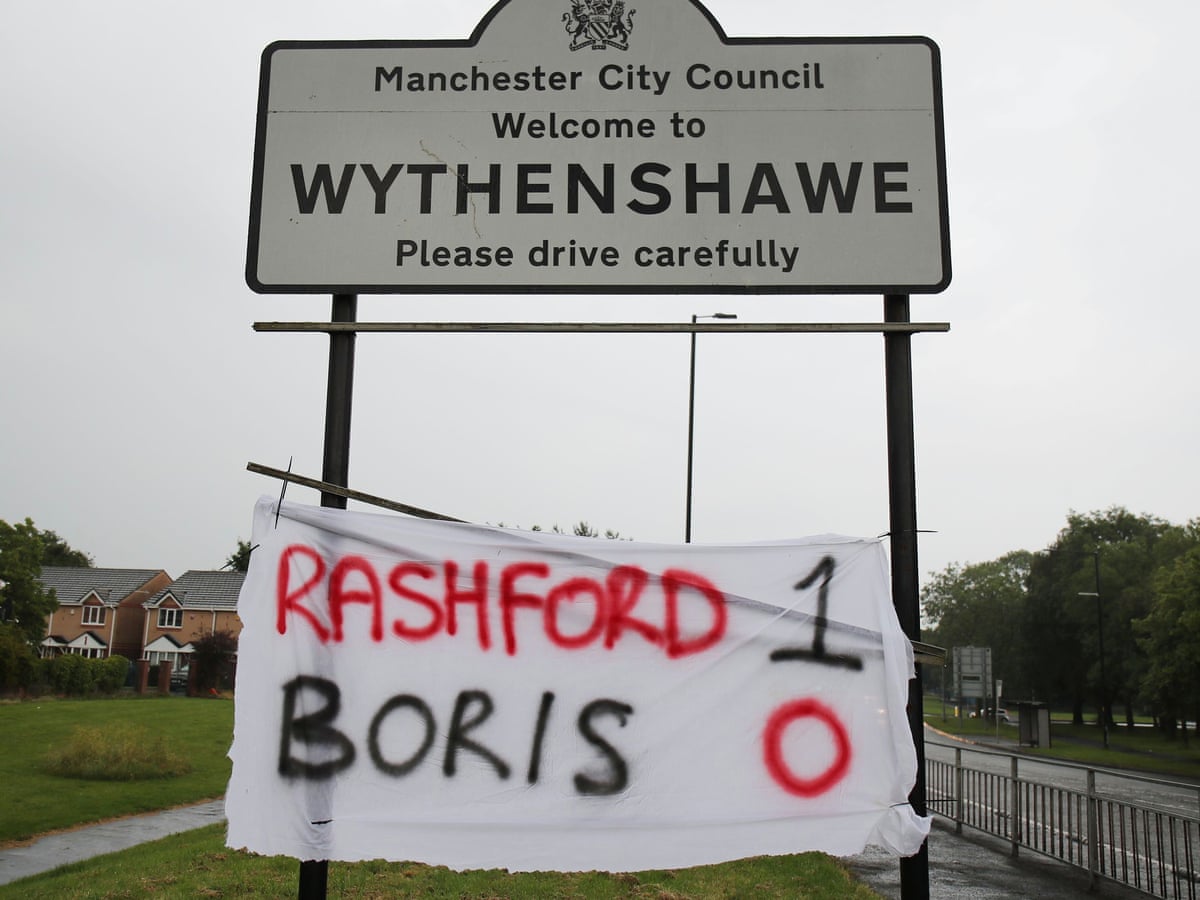 Manchester City Council
Welcome to
WYTHENSHAWE
Please drive carefully
RASHFORD 1
BORIS 0